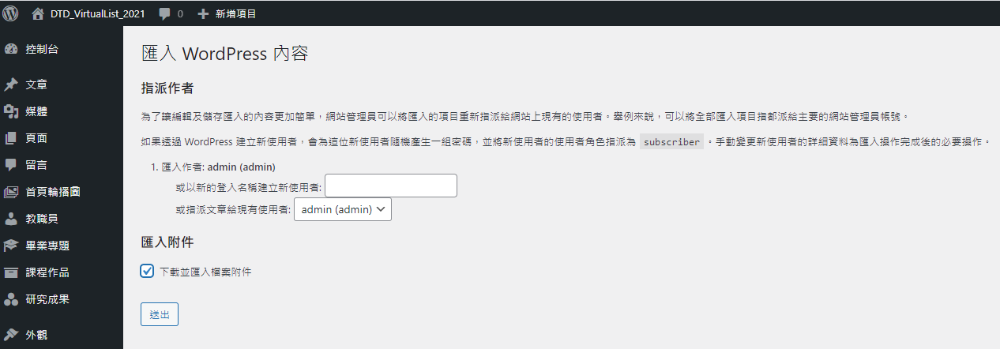 DTD_VirtualList_2021 0 新增項目
控制台
文章
媒體
頁面
留言
首頁輪播圖
教職員
畢業專題
課程作品
研究成果
外觀
匯入 WordPress 內容
指派作者
為了讓編輯及儲存匯入的內容更加簡單，網站管理員可以將匯入的項目重新指派給網站上現有的使用者。舉例來說，可以將全部匯入項目指都派給主要的網站管理員帳號。
如果透過 WordPress 建立新使用者，會為這位新使用者隨機產生一組密碼，並將新使用者的使用者角色指派為 subscriber 。手動變更新使用者的詳細資料為匯入操作完成後的必要操作。
1. 匯入作者: admin (admin)
或以新的登入名稱建立新使用者:
或指派文章給現有使用者: admin (admin)
匯入附件
下載並匯入檔案附件
送出